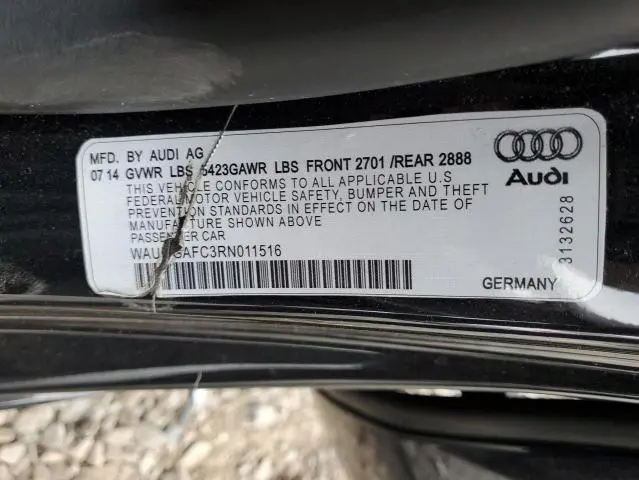 MFD. BY AUDI AG
07 14 GVWR LBS 5423GAWR LBS FRONT 2701 /REAR 2888
THIS VEHICLE CONFORMS TO ALL APPLICABLE U.S
FEDERAL MOTOR VEHICLE SAFETY, BUMPER AND THEFT
PREVENTION STANDARDS IN EFFECT ON THE DATE OF
MANUFACTURE SHOWN ABOVE
PASSENGER CAR
GERMANY
Audi
3132628